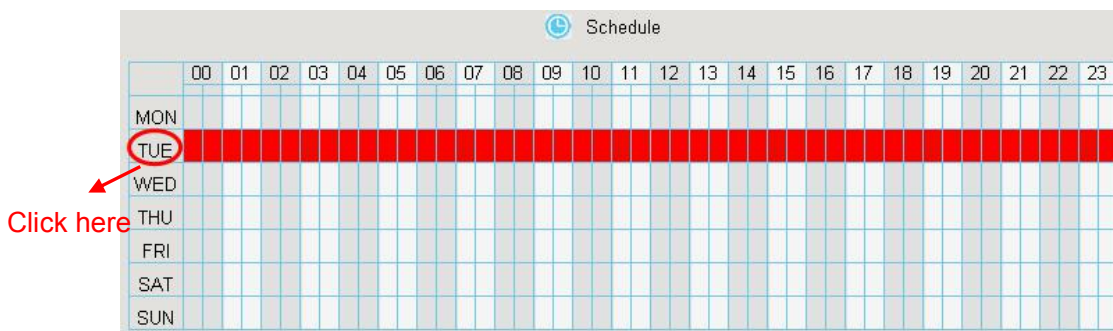 Schedule
00 01 02 03 04 05 06 07 08 09 10 11 12 13 14 15 16 17 18 19 20 21 22 23
MON
TUE
WED
Click here
THU
FRI
SAT
SUN